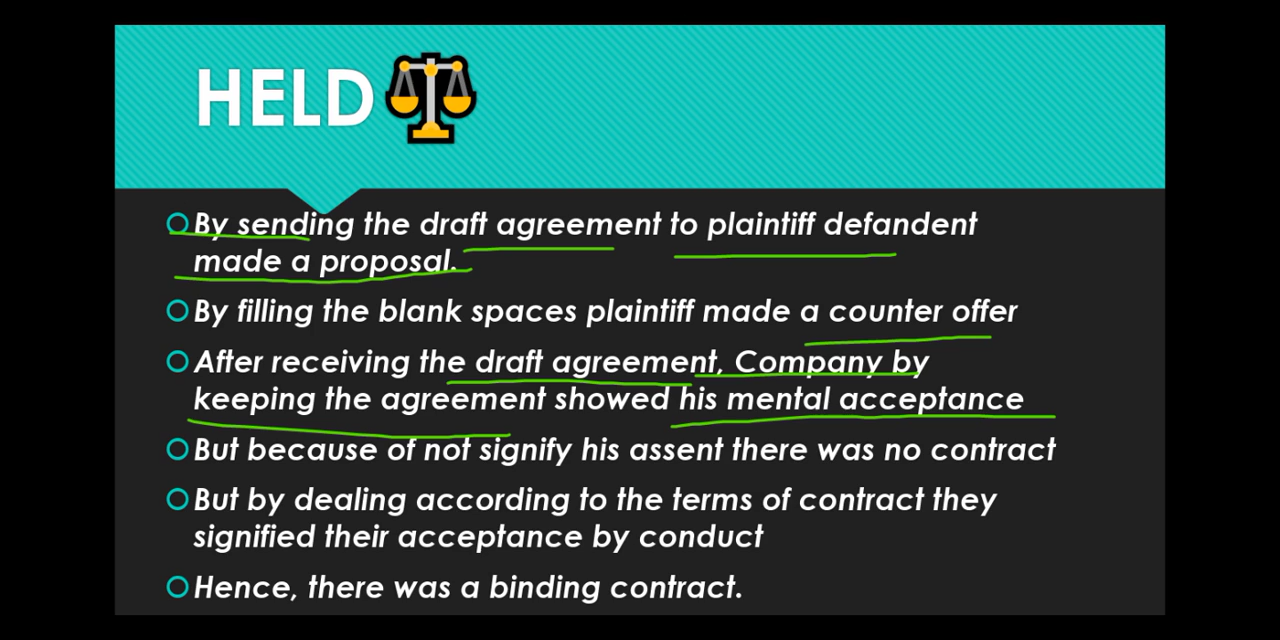 HELD
By sending the draft agreement to plaintiff defandent
made a proposal.
By filling the blank spaces plaintiff made a counter offer
After receiving the draft agreement, Company by
keeping the agreement showed his mental acceptance
But because of not signify his assent there was no contract
But by dealing according to the terms of contract they
signified their acceptance by conduct
Hence, there was a binding contract.